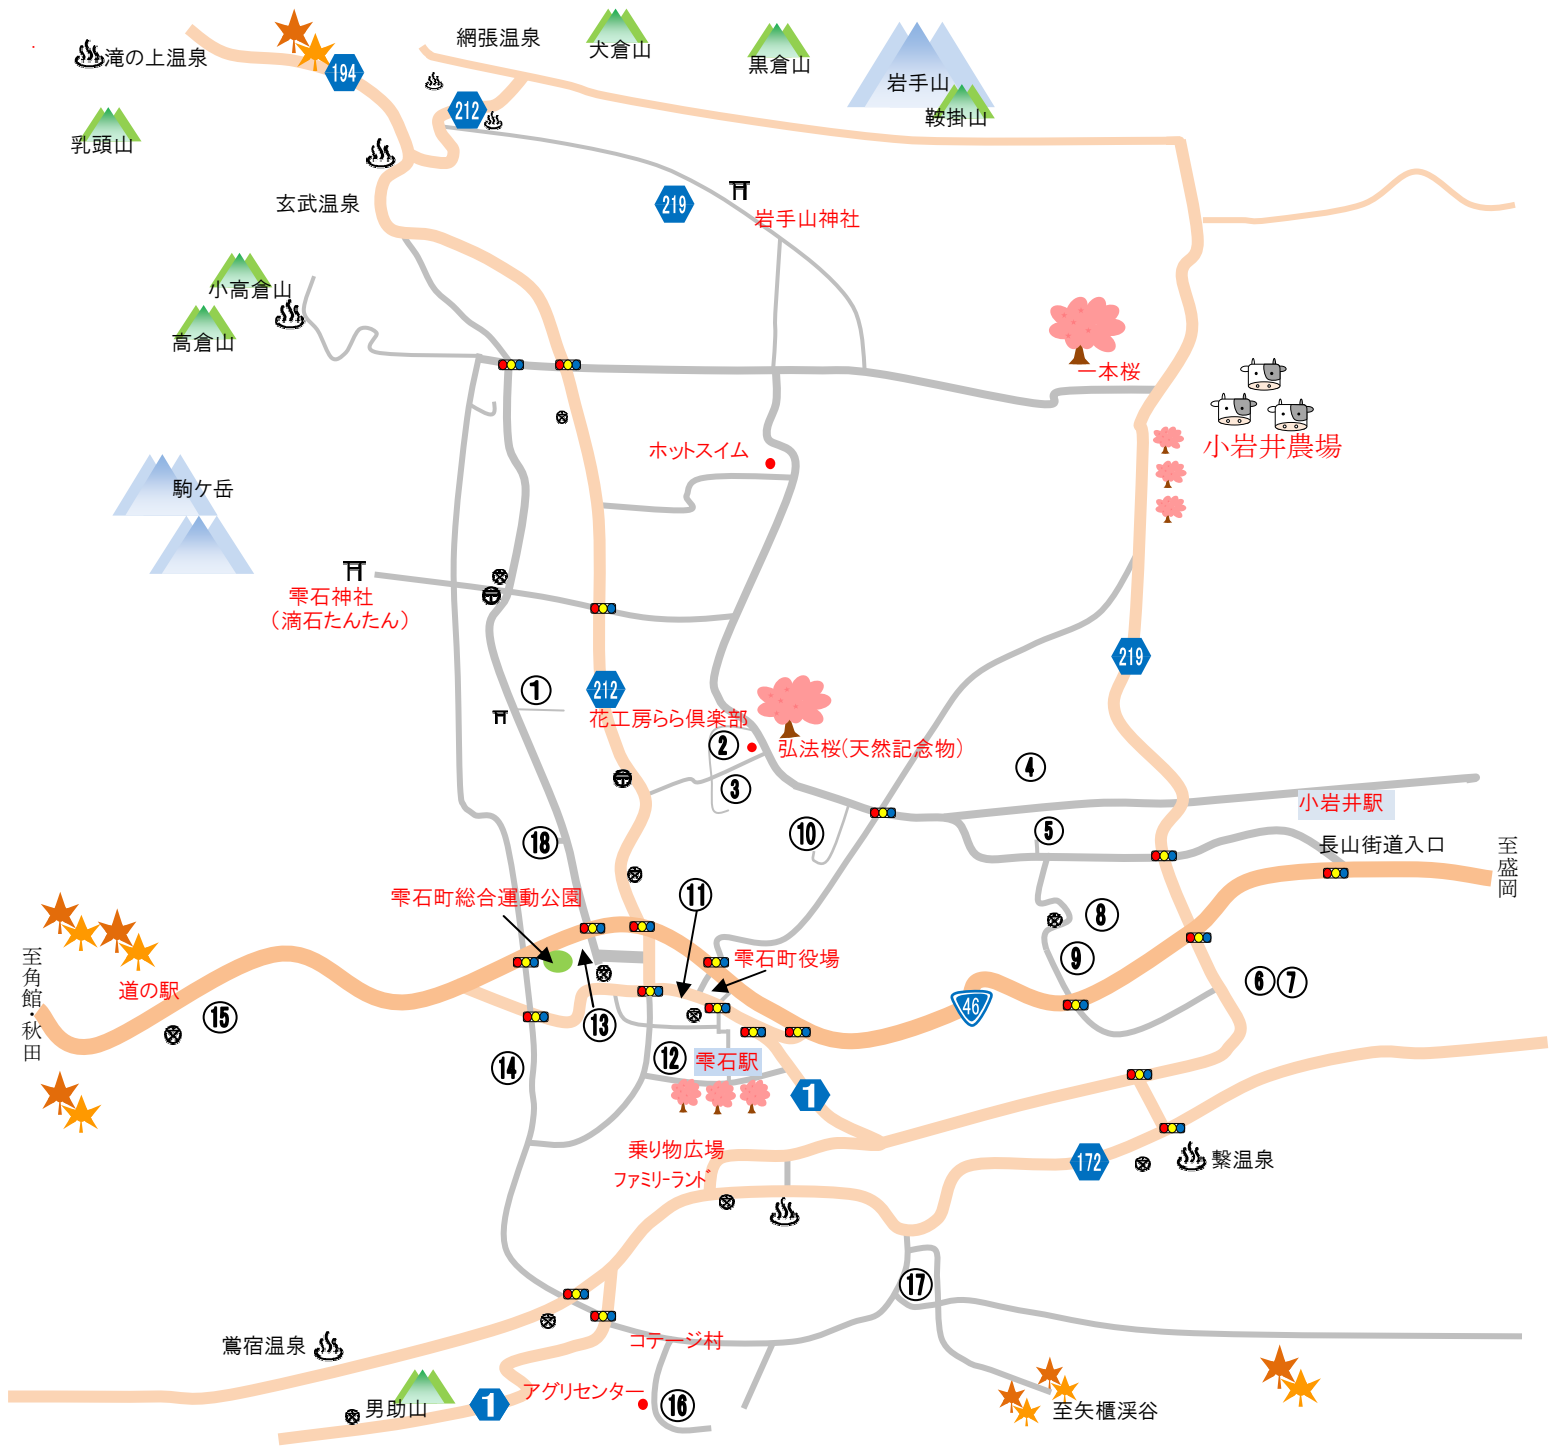 網張温泉
犬倉山
黒倉山
岩手山
滝の上温泉
194
212
鞍掛山
乳頭山
玄武温泉
219
岩手山神社
小高倉山
高倉山
一本桜
小岩井農場
ホットスイム
駒ケ岳
雫石神社
（滴石たんたん）
219
①
212
花工房らら倶楽部
②
弘法桜(天然記念物)
③
④
小岩井駅
⑤
⑩
長山街道入口
至盛岡
⑱
雫石町総合運動公園
⑪
⑧
至角館・秋田
雫石町役場
⑨
⑥
⑦
道の駅
⑮
46
⑬
⑫
雫石駅
⑭
1
乗り物広場
ファミリーランド
172
繋温泉
⑰
コテージ村
鶯宿温泉
アグリセンター
1
男助山
⑯
至矢櫃渓谷